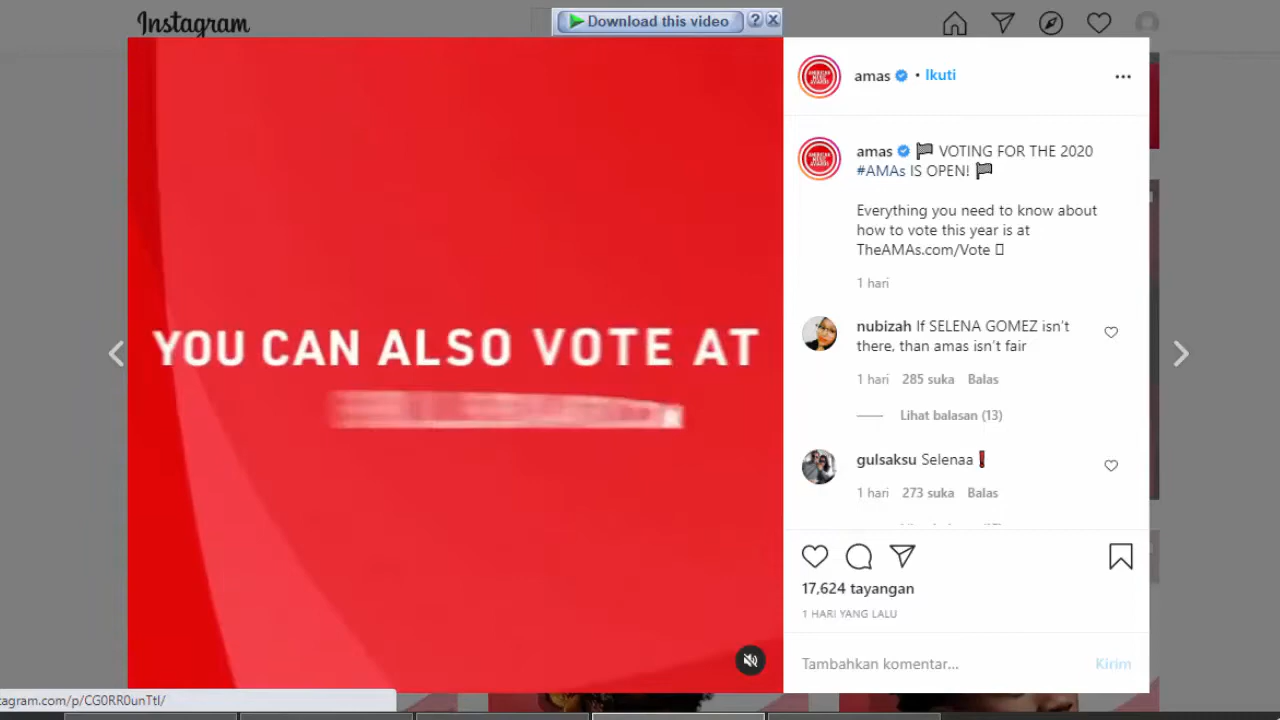 Instagram
Download this video
?
amas • Ikuti
amas VOTING FOR THE 2020
#AMAs IS OPEN!
Everything you need to know about
how to vote this year is at
TheAMAs.com/Vote
1 hari
YOU CAN ALSO VOTE AT
nubizah If SELENA GOMEZ isn't
there, than amas isn't fair
1 hari 285 suka Balas
Lihat balasan (13)
gulsaksu Selenaa❗
1 hari 273 suka Balas
17,624 tayangan
1 HARI YANG LALU
Tambahkan komentar... Kirim
tagram.com/p/CG0RR0unTtI/